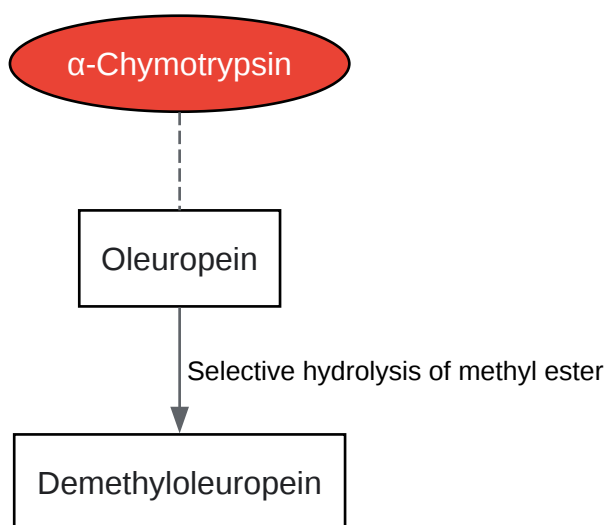 α-Chymotrypsin
Oleuropein
Selective hydrolysis of methyl ester
Demethyloleuropein